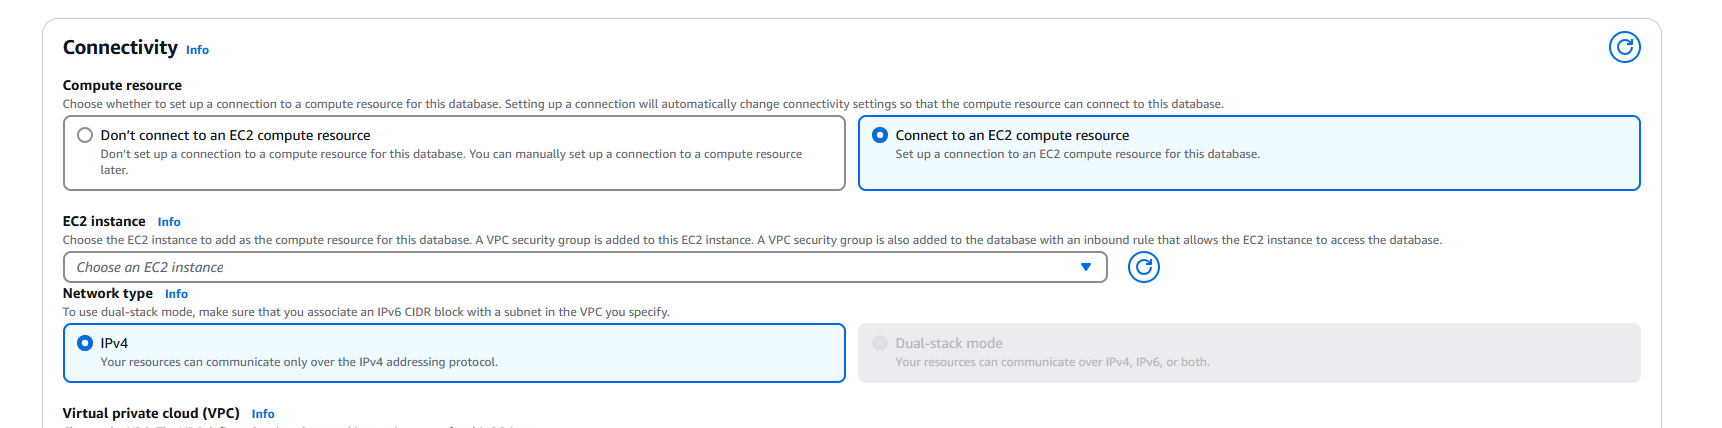 Connectivity Info
Compute resource
Choose whether to set up a connection to a compute resource for this database. Setting up a connection will automatically change connectivity settings so that the compute resource can connect to this database.
Don’t connect to an EC2 compute resource
Don’t set up a connection to a compute resource for this database. You can manually set up a connection to a compute resource
later.
Connect to an EC2 compute resource
Set up a connection to an EC2 compute resource for this database.
EC2 instance Info
Choose the EC2 instance to add as the compute resource for this database. A VPC security group is added to this EC2 instance. A VPC security group is also added to the database with an inbound rule that allows the EC2 instance to access the database.
Choose an EC2 instance
Network type Info
To use dual-stack mode, make sure that you associate an IPv6 CIDR block with a subnet in the VPC you specify.
IPv4
Your resources can communicate only over the IPv4 addressing protocol.
Dual-stack mode
Your resources can communicate over IPv4, IPv6, or both.
Virtual private cloud (VPC) Info